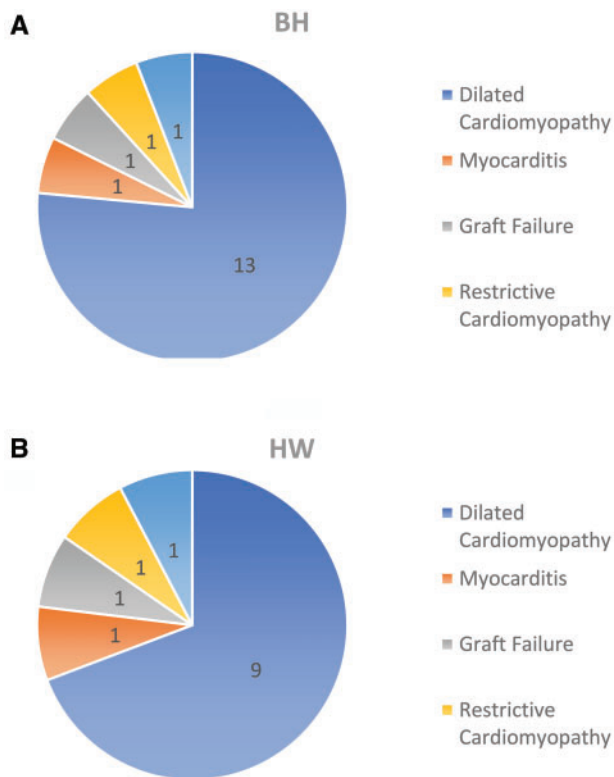 A
BH
1
1
1
1
13
Dilated
Cardiomyopathy
Myocarditis
Graft Failure
Restrictive
Cardiomyopathy
B
HW
1
1
1
1
9
Dilated
Cardiomyopathy
Myocarditis
Graft Failure
Restrictive
Cardiomyopathy